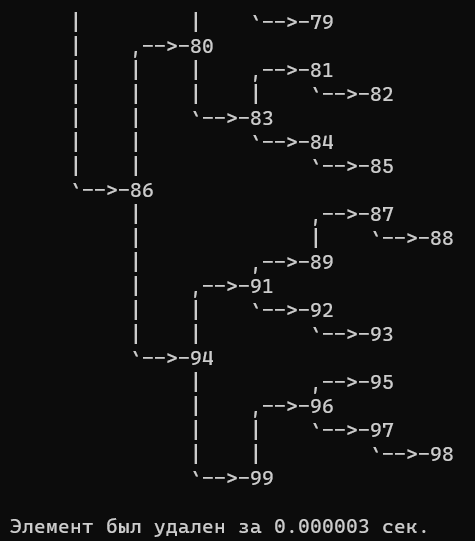 |         |    `-->-79
     |    ,-->-80
     |    |    |    ,-->-81
     |    |    |    |    `-->-82
     |    |    `-->-83
     |    |         `-->-84
     |    |              `-->-85
     `-->-86
          |              ,-->-87
          |              |    `-->-88
          |         ,-->-89
          |    ,-->-91
          |    |    `-->-92
          |    |         `-->-93
          `-->-94
               |         ,-->-95
               |    ,-->-96
               |    |    `-->-97
               |    |         `-->-98
               `-->-99
Элемент был удален за 0.000003 сек.